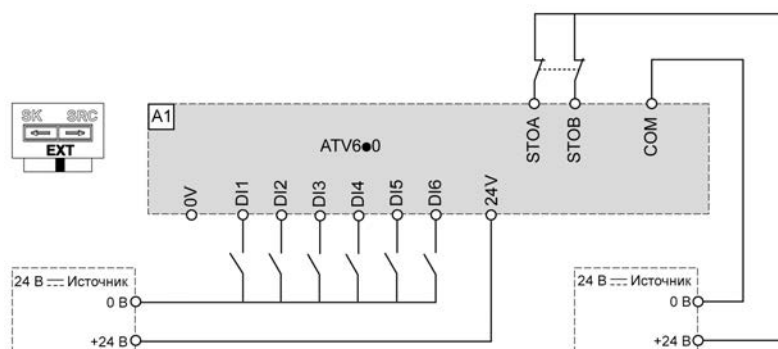 SK SRC
EXT
A1
ATV6●0
STOA
STOB
COM
0V
DI1
DI2
DI3
DI4
DI5
DI6
24V
24 В Источник
0 В
+24 В
24 В Источник
0 В
+24 В